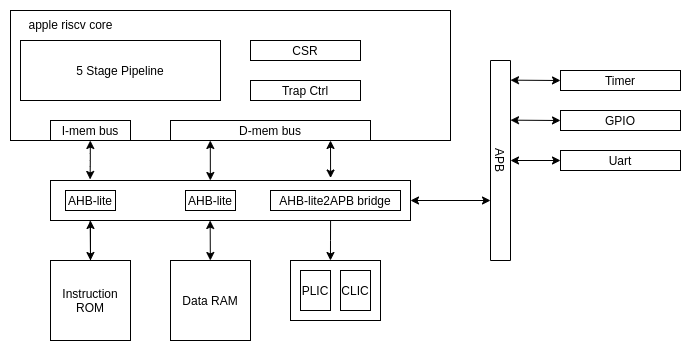 apple riscv core
5 Stage Pipeline
CSR
Trap Ctrl
I-mem bus
D-mem bus
AHB-lite
AHB-lite
AHB-lite2APB bridge
Instruction
ROM
Data RAM
PLIC
CLIC
APB
Timer
GPIO
Uart